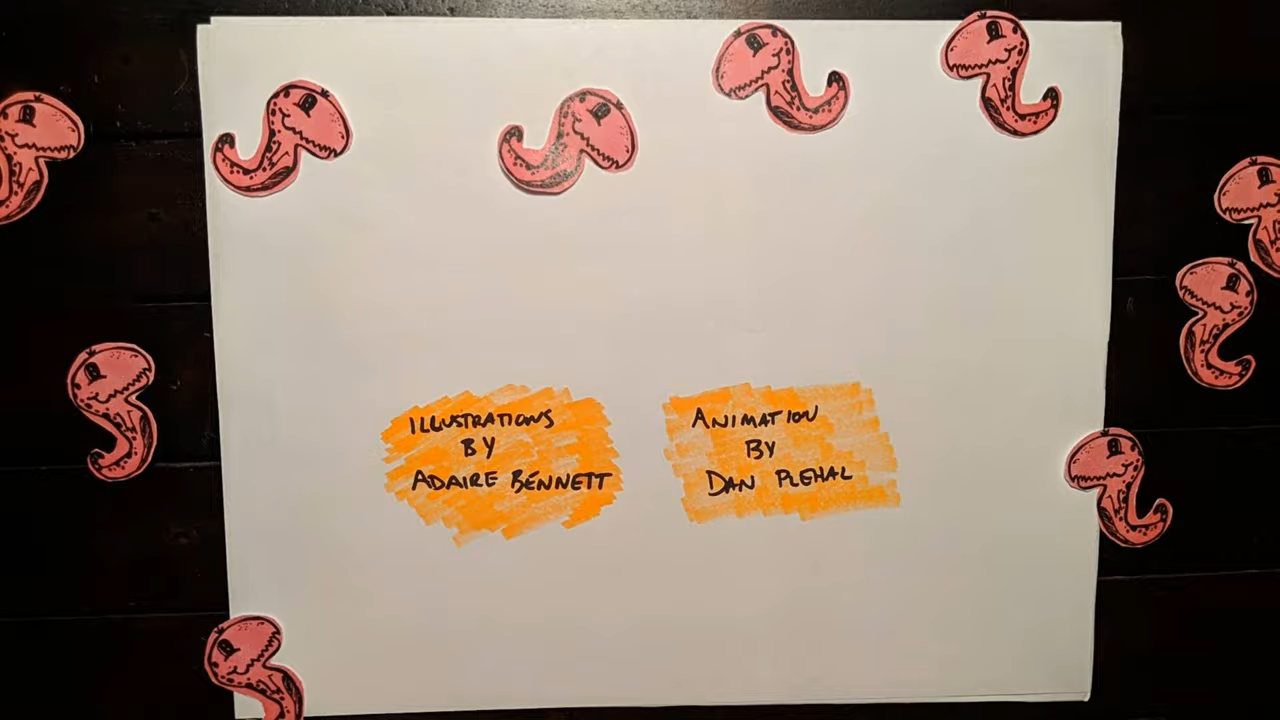 ILLUSTRATIONS
BY
ADAIRE BENNETT
ANIMATION
BY
DAN PLEHAL